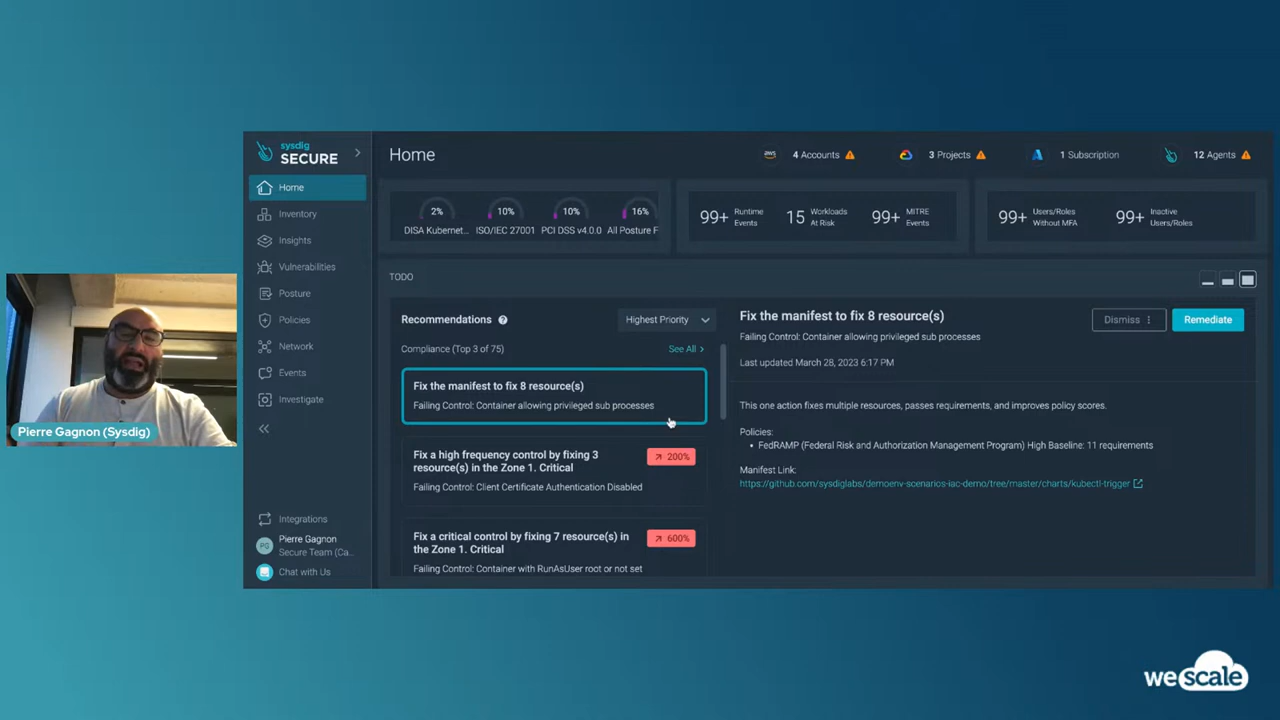 sysdig
SECURE
Home
Inventory
Insights
Vulnerabilities
Posture
Policies
Network
Events
Investigate
Integrations
PG
Pierre Gagnon
Secure Team (Ca...
Chat with Us
Home
aws
4 Accounts
3 Projects
1 Subscription
12 Agents
2%
DISA Kubernet...
10%
ISO/IEC 27001
10%
PCI DSS v4.0.0
16%
All Posture F
99+ Runtime
Events
15 Workloads
At Risk
99+ MITRE
Events
99+ Users/Roles
Without MFA
99+ Inactive
Users/Roles
TODO
Recommendations
Highest Priority
Compliance (Top 3 of 75)
See All >
Fix the manifest to fix 8 resource(s)
Failing Control: Container allowing privileged sub processes
Fix a high frequency control by fixing 3
resource(s) in the Zone 1. Critical
200%
Failing Control: Client Certificate Authentication Disabled
Fix a critical control by fixing 7 resource(s) in
the Zone 1. Critical
600%
Failing Control: Container with RunAsUser root or not set
Fix the manifest to fix 8 resource(s)
Dismiss
Remediate
Failing Control: Container allowing privileged sub processes
Last updated March 28, 2023 6:17 PM
This one action fixes multiple resources, passes requirements, and improves policy scores.
Policies:
• FedRAMP (Federal Risk and Authorization Management Program) High Baseline: 11 requirements
Manifest Link:
https://github.com/sysdiglabs/demoenv-scenarios-iac-demo/tree/master/charts/kubectl-trigger
Pierre Gagnon (Sysdig)
wescale